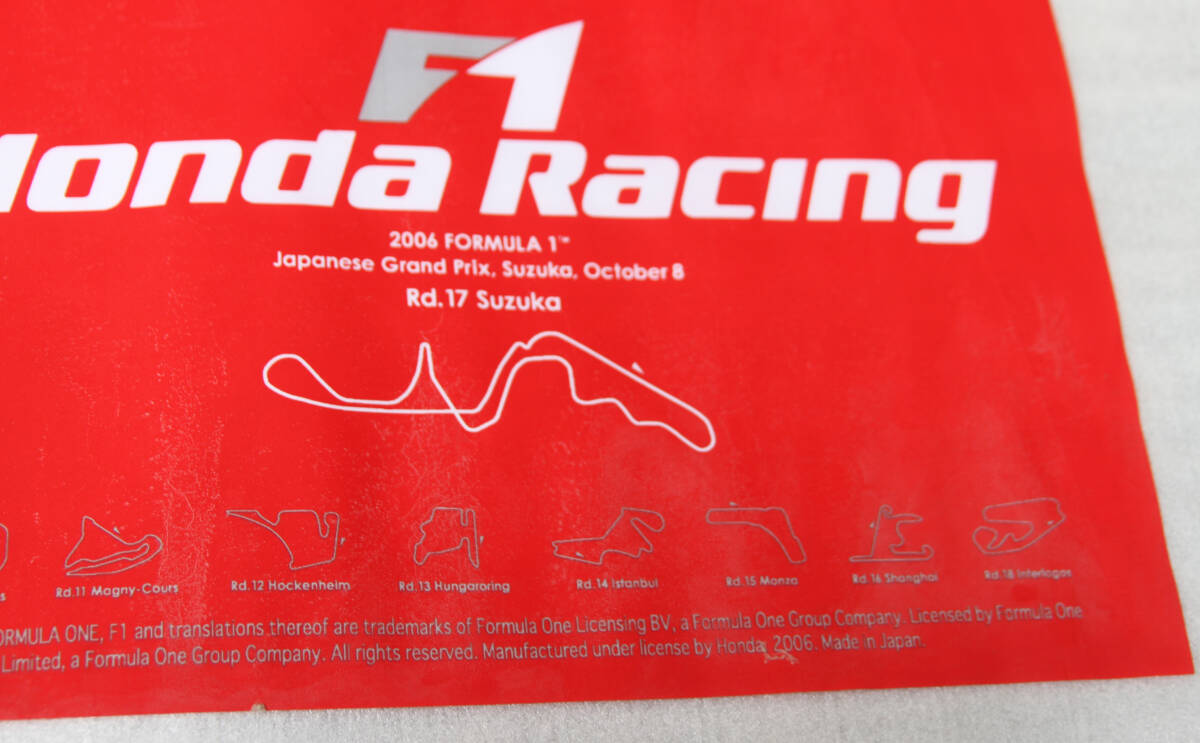 F1
Honda Racing
2006 FORMULA 1™
Japanese Grand Prix, Suzuka, October 8
Rd.17 Suzuka
Rd.11 Magny-Cours
Rd.12 Hockenheim
Rd.13 Hungaroring
Rd.14 Istanbul
Rd.15 Monza
Rd.16 Shanghai
Rd.18 Interlagos
FORMULA ONE, F1 and translations thereof are trademarks of Formula One Licensing BV, a Formula One Group Company. Licensed by Formula One
Limited, a Formula One Group Company. All rights reserved. Manufactured under license by Honda 2006. Made in Japan.